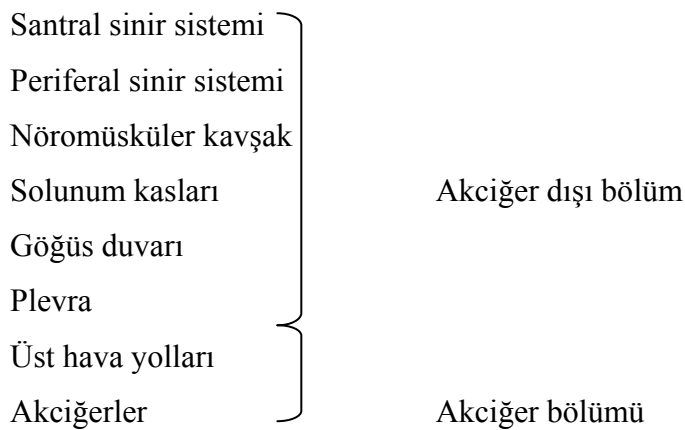 Santral sinir sistemi
Periferal sinir sistemi
Nöromüsküler kavşak
Solunum kasları Akciğer dışı bölüm
Göğüs duvarı
Plevra
Üst hava yolları
Akciğerler Akciğer bölümü